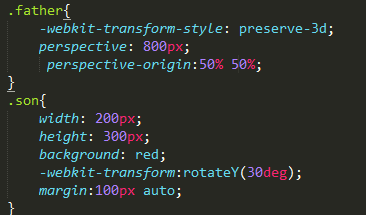 .father{
    -webkit-transform-style: preserve-3d;
    perspective: 800px;
     perspective-origin:50% 50%;
}
.son{
    width: 200px;
    height: 300px;
    background: red;
    -webkit-transform:rotateY(30deg);
    margin:100px auto;
}